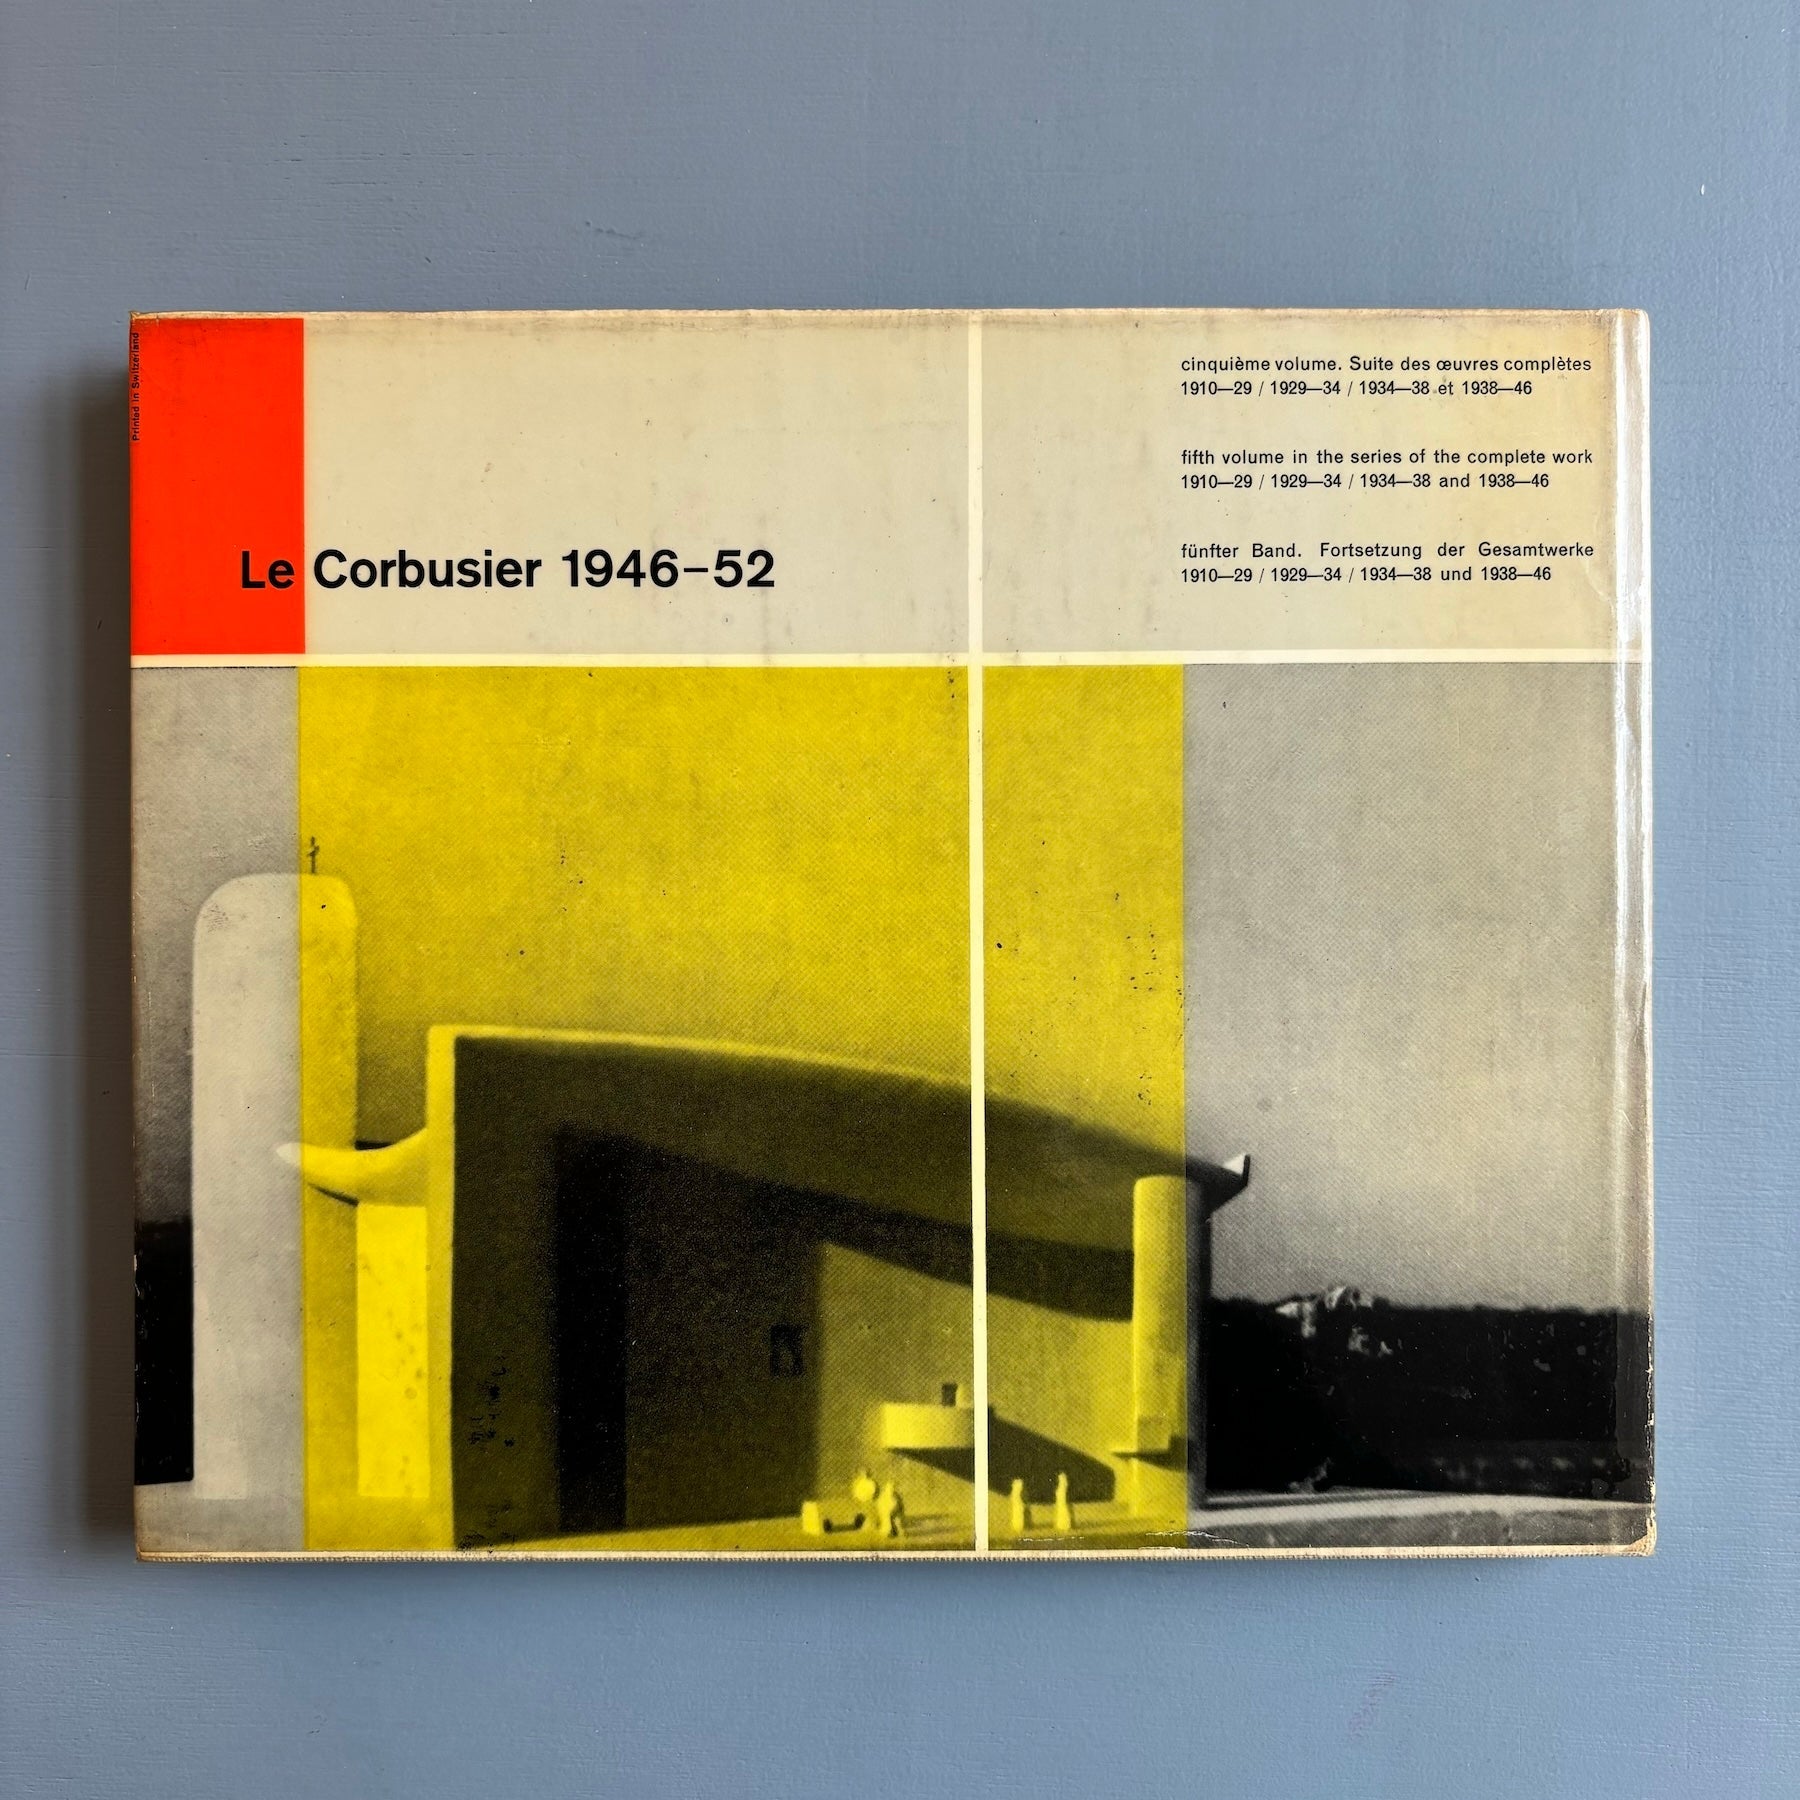 Printed in Switzerland
Le Corbusier 1946–52
cinquième volume. Suite des œuvres complètes
1910—29 / 1929—34 / 1934—38 et 1938—46
fifth volume in the series of the complete work
1910—29 / 1929—34 / 1934—38 and 1938—46
fünfter Band. Fortsetzung der Gesamtwerke
1910—29 / 1929—34 / 1934—38 und 1938—46